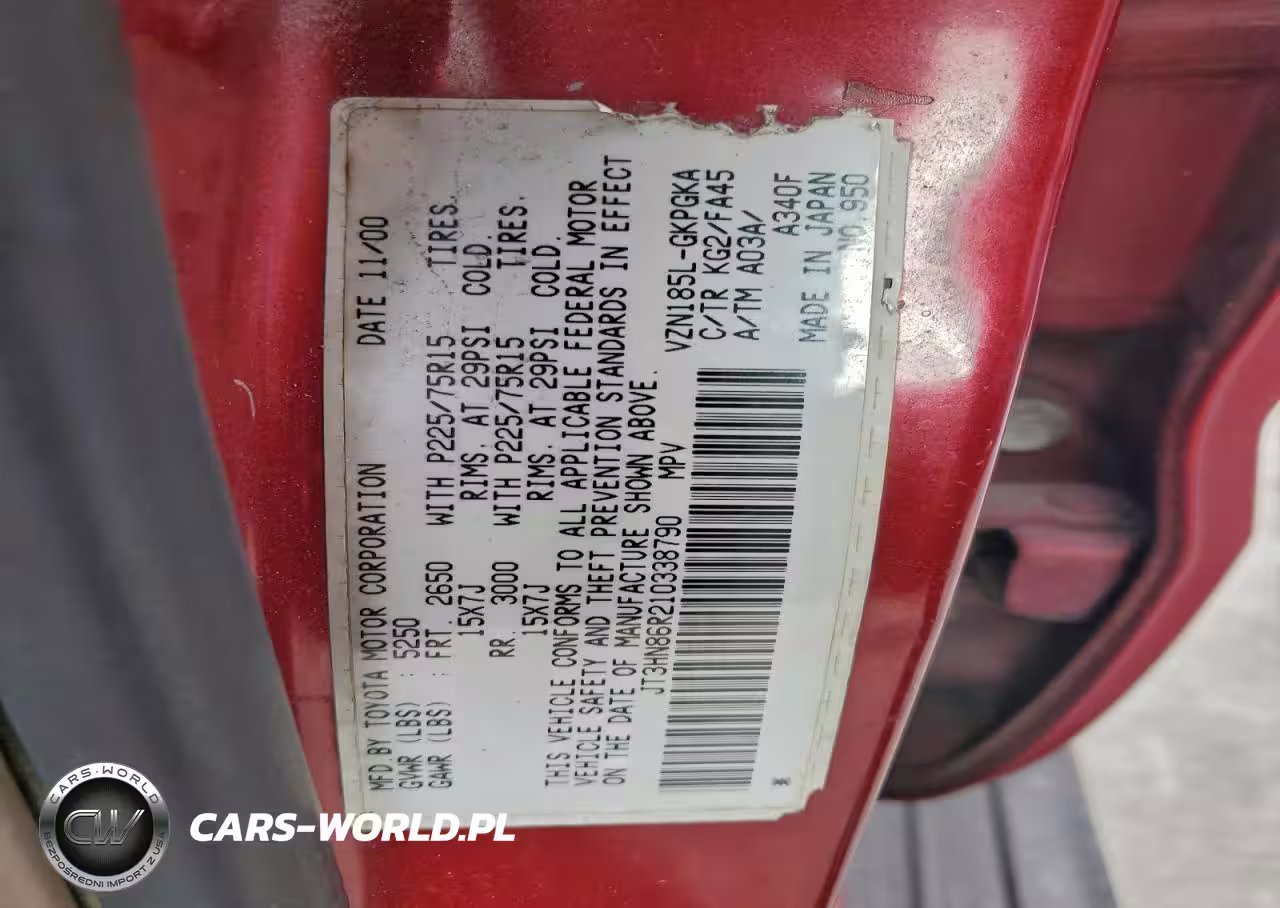 MFD. BY TOYOTA MOTOR CORPORATION DATE 11/00
GVWR (LBS) : 5250
GAWR (LBS) : FRT. 2650 WITH P225/75R15 TIRES.
15X7J RIMS. AT 29PSI COLD.
RR. 3000 WITH P225/75R15 TIRES.
15X7J RIMS. AT 29PSI COLD.
THIS VEHICLE CONFORMS TO ALL APPLICABLE FEDERAL MOTOR
VEHICLE SAFETY AND THEFT PREVENTION STANDARDS IN EFFECT
ON THE DATE OF MANUFACTURE SHOWN ABOVE.
JT3HN86R210338790 MPV VZN185L-GKPGKA
C/TR KG2/FA45
A/TM A03A/
A340F
MADE IN JAPAN
NO.950
CARS-WORLD
CW
BEZPOŚREDNI IMPORT Z USA
CARS-WORLD.PL